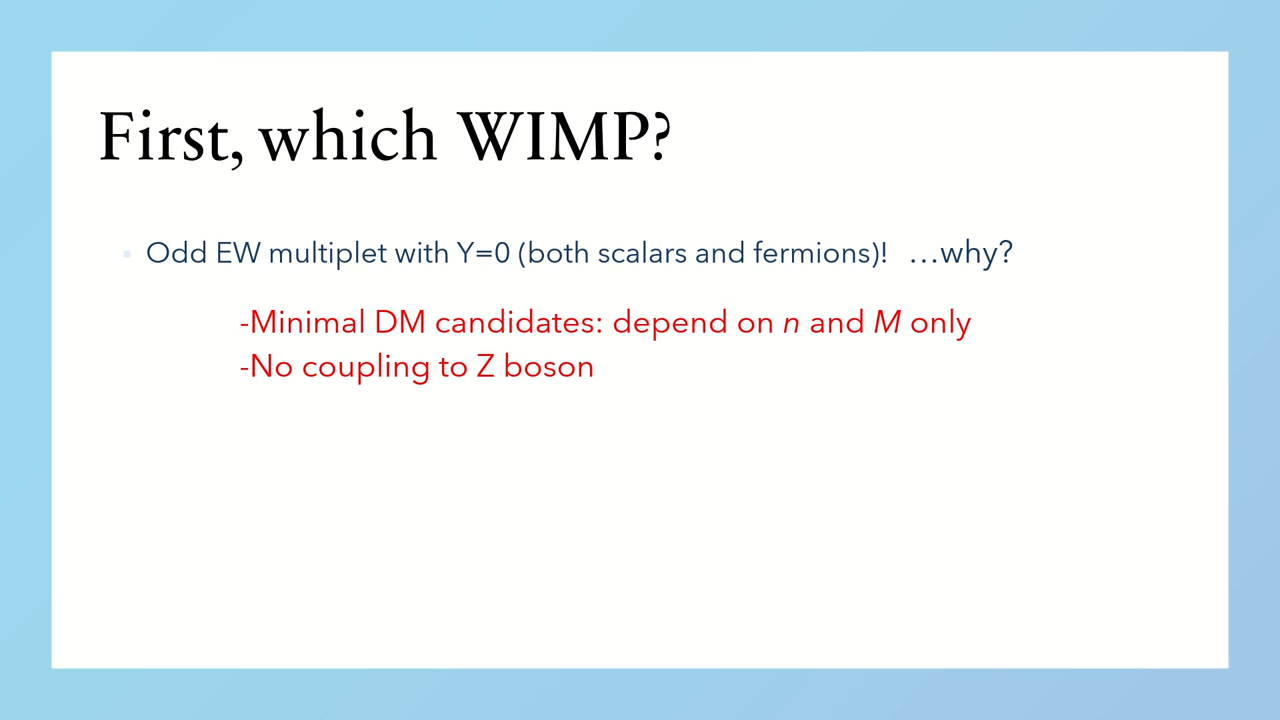 First, which WIMP?
▪ Odd EW multiplet with Y=0 (both scalars and fermions)! …why?
-Minimal DM candidates: depend on n and M only
-No coupling to Z boson